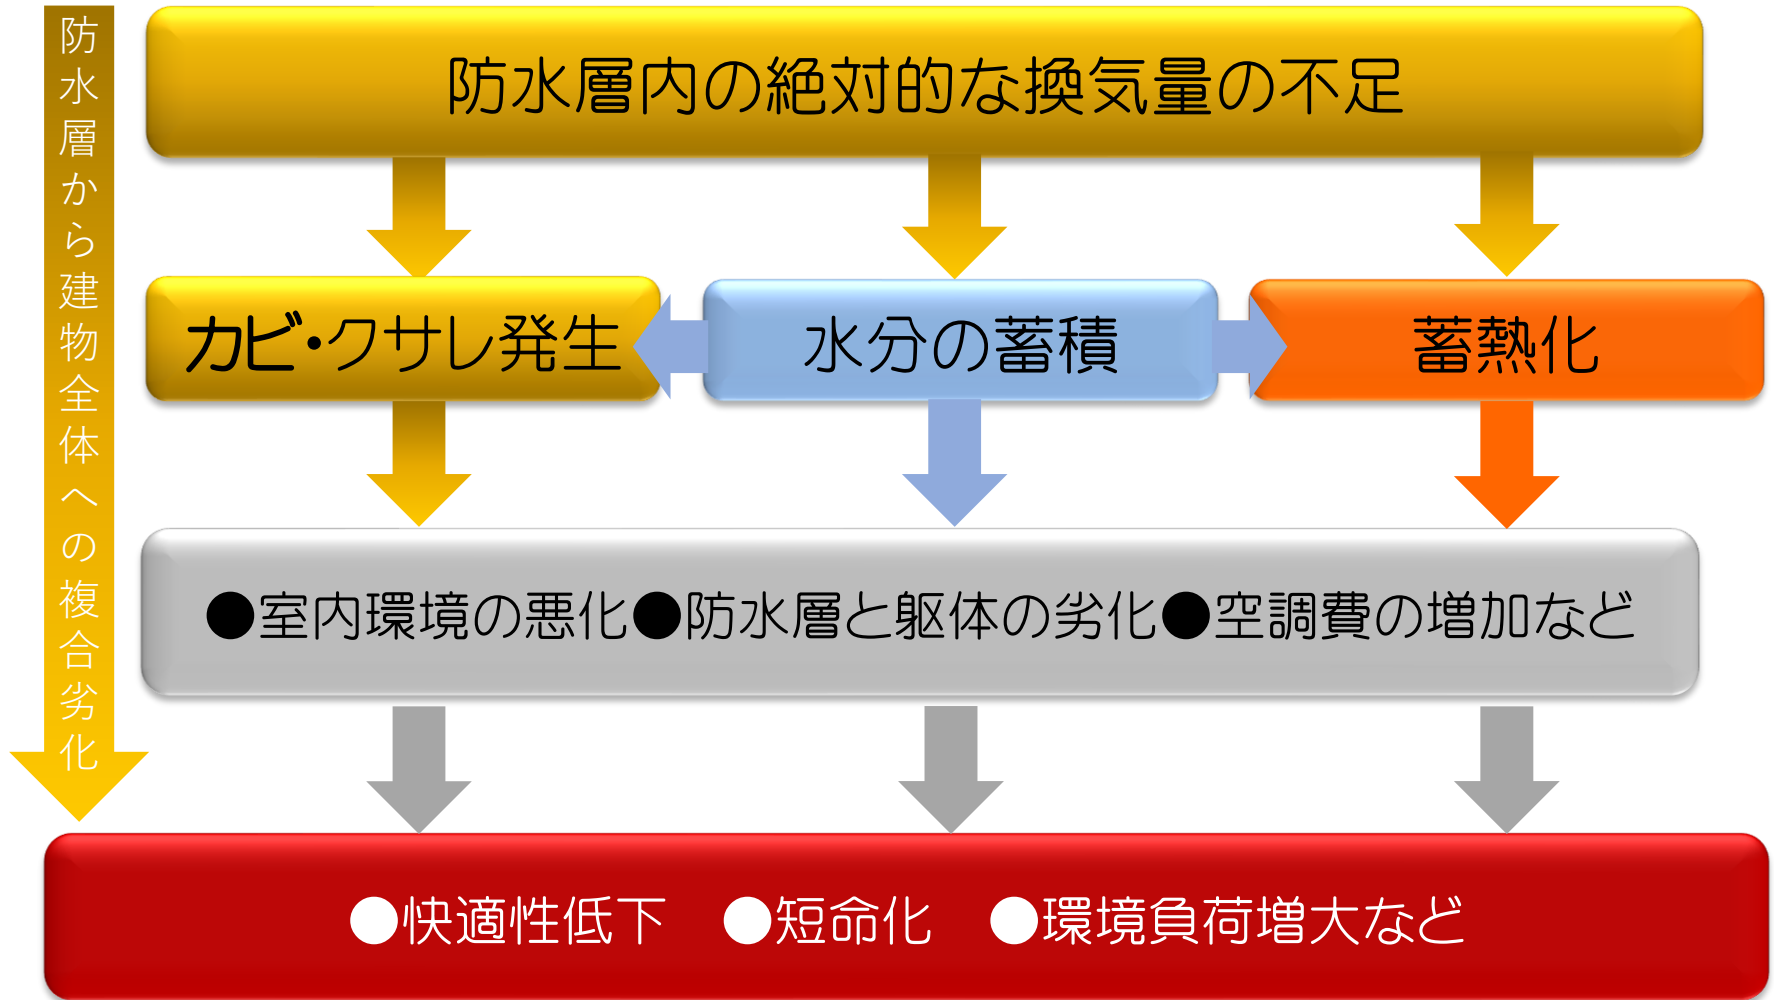 防水層から建物全体への複合劣化
防水層内の絶対的な換気量の不足
カビ・クサレ発生
水分の蓄積
蓄熱化
●室内環境の悪化●防水層と躯体の劣化●空調費の増加など
●快適性低下　●短命化　●環境負荷増大など